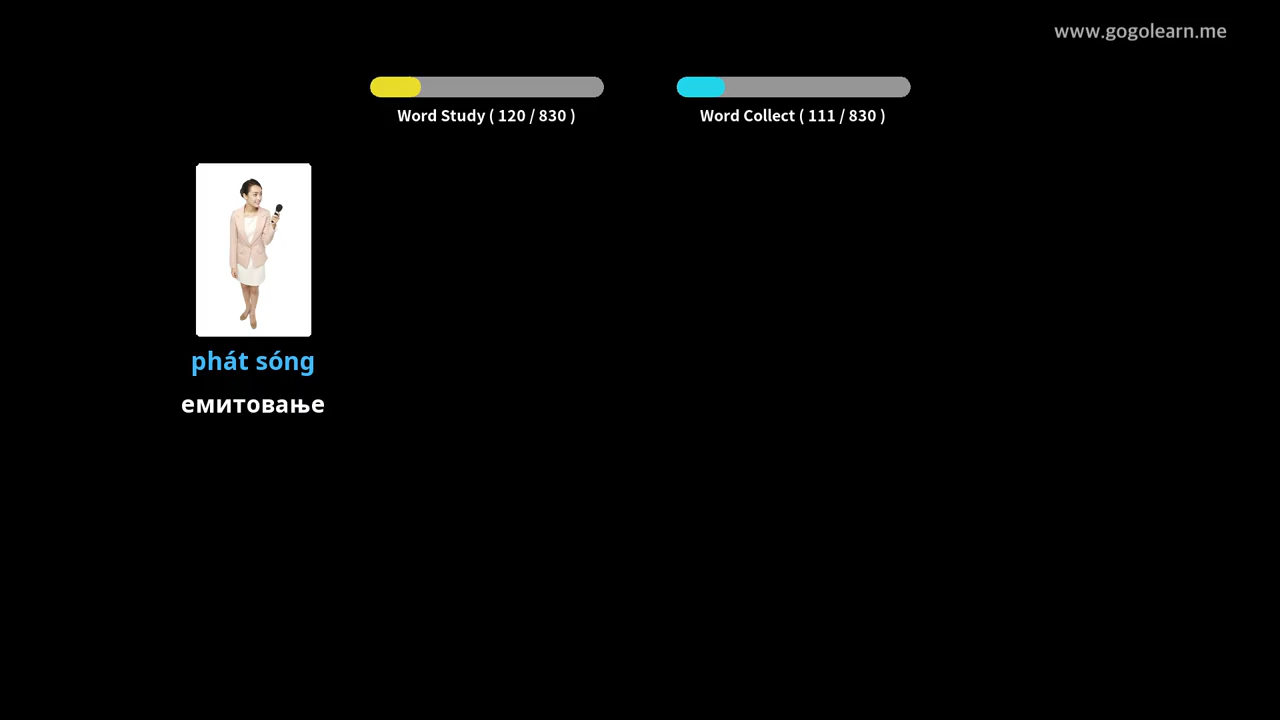 www.gogolearn.me
Word Study ( 120 / 830 )
Word Collect ( 111 / 830 )
phát sóng
емитовање